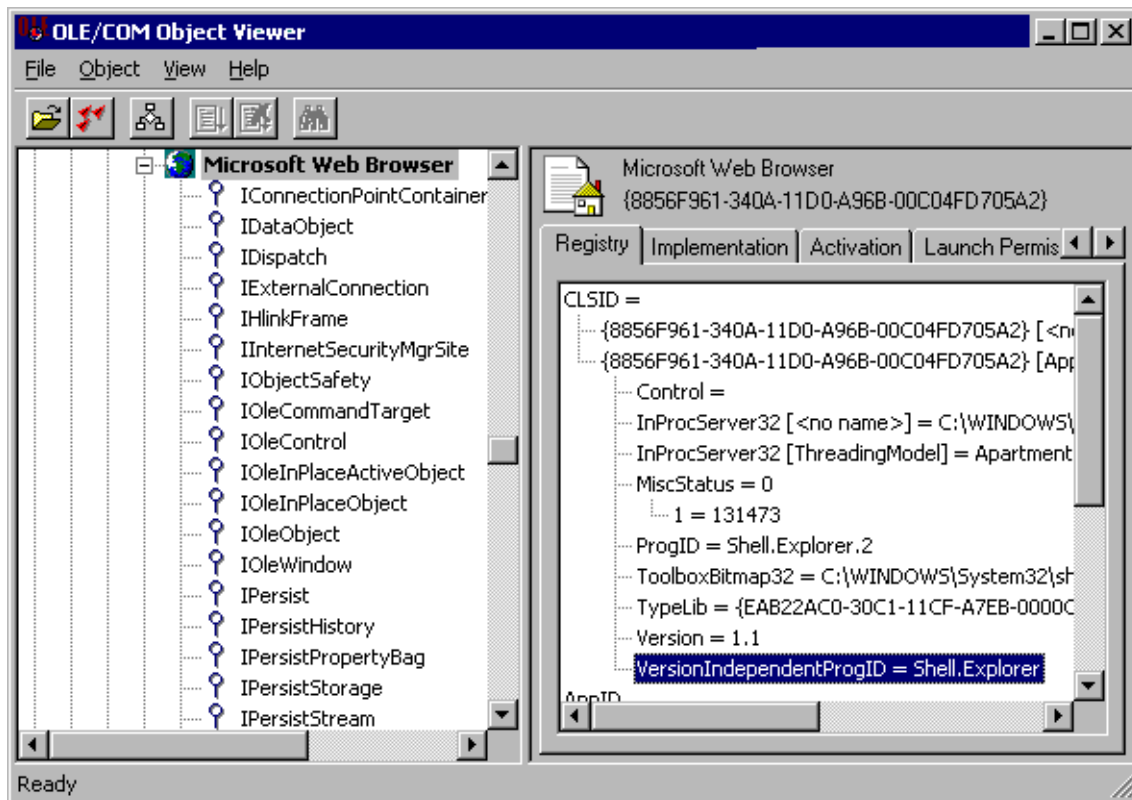 OLE/COM Object Viewer
File Object View Help
Microsoft Web Browser
IConnectionPointContainer
IDataObject
IDispatch
IExternalConnection
IHlinkFrame
IInternetSecurityMgrSite
IObjectSafety
IOleCommandTarget
IOleControl
IOleInPlaceActiveObject
IOleInPlaceObject
IOleObject
IOleWindow
IPersist
IPersistHistory
IPersistPropertyBag
IPersistStorage
IPersistStream
Microsoft Web Browser
{8856F961-340A-11D0-A96B-00C04FD705A2}
Registry Implementation Activation Launch Permis
CLSID =
{8856F961-340A-11D0-A96B-00C04FD705A2} [<n
{8856F961-340A-11D0-A96B-00C04FD705A2} [App
Control =
InProcServer32 [<no name>] = C:\WINDOWS\
InProcServer32 [ThreadingModel] = Apartment
MiscStatus = 0
1 = 131473
ProgID = Shell.Explorer.2
ToolboxBitmap32 = C:\WINDOWS\System32\sh
TypeLib = {EAB22AC0-30C1-11CF-A7EB-0000C
Version = 1.1
VersionIndependentProgID = Shell.Explorer
AppID
Ready